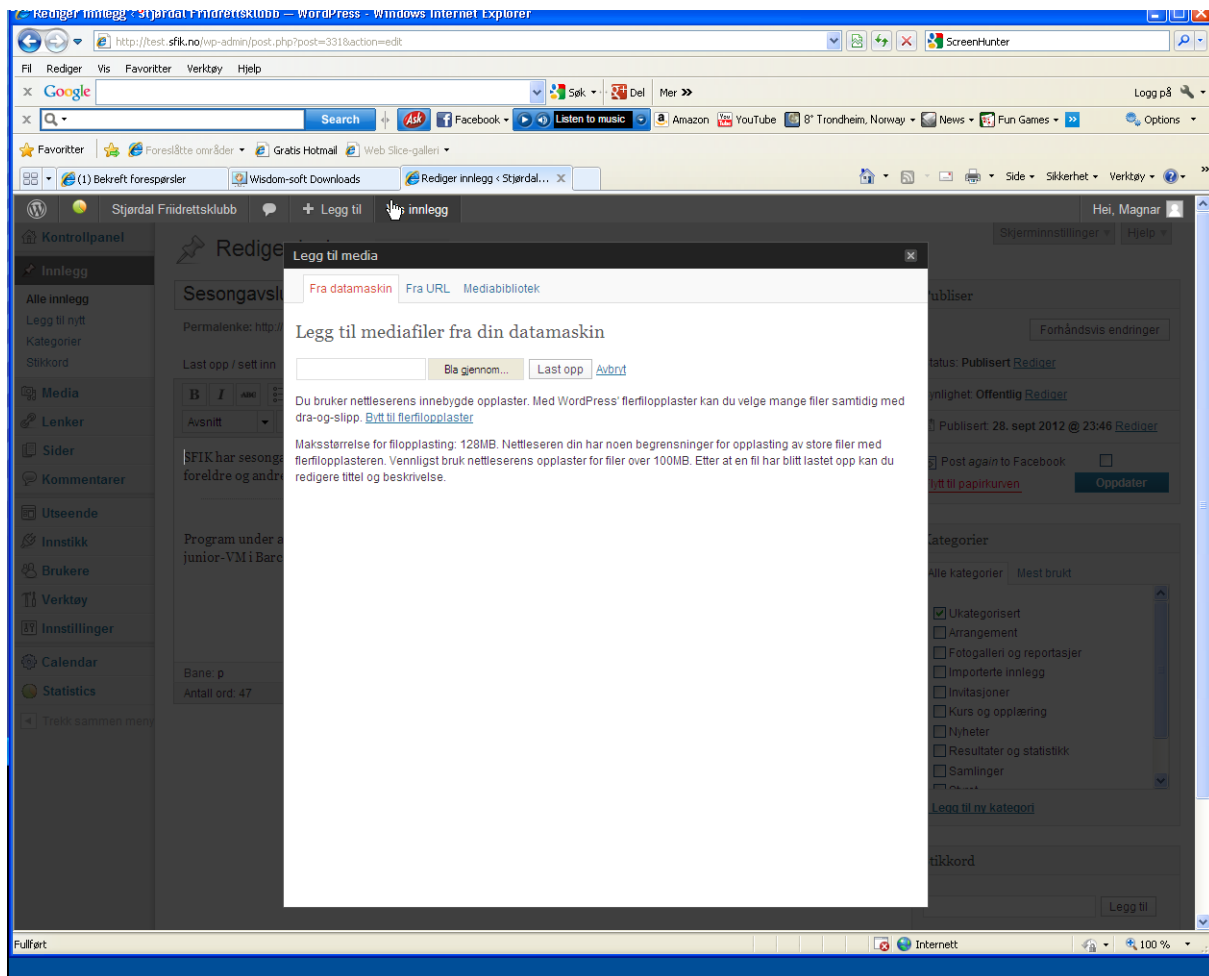 Rediger innlegg ‹ Stjørdal Friidrettsklubb — WordPress - Windows Internet Explorer
http://test.sfik.no/wp-admin/post.php?post=331&action=edit
ScreenHunter
Fil Rediger Vis Favoritter Verktøy Hjelp
x Google Søk Del Mer >> Logg på
x Search Ask Facebook Listen to music Amazon YouTube 8° Trondheim, Norway News Fun Games Options
Favoritter Foreslåtte områder Gratis Hotmail Web Slice-galleri
(1) Bekreft forespørsler Wisdom-soft Downloads Rediger innlegg ‹ Stjørdal... X Side Sikkerhet Verktøy
Stjørdal Friidrettsklubb + Legg til innlegg Hei, Magnar
Skjerminnstillinger Hjelp
Kontrollpanel
Innlegg
Alle innlegg
Legg til nytt
Kategorier
Stikkord
Media
Lenker
Sider
Kommentarer
Utseende
Innstikk
Brukere
Verktøy
Innstillinger
Calendar
Statistics
Trekk sammen meny
Redige
Sesongavslu
Permalenke: http://
Last opp / sett inn
B I ABC
Avsnitt
SFIK har sesonga
foreldre og andre
Program under a
junior-VM i Barc
Bane: p
Antall ord: 47
Legg til media
Fra datamaskin Fra URL Mediabibliotek
Legg til mediafiler fra din datamaskin
Bla gjennom... Last opp Avbryt
Du bruker nettleserens innebygde opplaster. Med WordPress' flerfilopplaster kan du velge mange filer samtidig med
dra-og-slipp. Bytt til flerfilopplaster
Maksstørrelse for filopplasting: 128MB. Nettleseren din har noen begrensninger for opplasting av store filer med
flerfilopplasteren. Vennligst bruk nettleserens opplaster for filer over 100MB. Etter at en fil har blitt lastet opp kan du
redigere tittel og beskrivelse.
ubliser
Forhåndsvis endringer
tatus: Publisert Rediger
ynlighet: Offentlig Rediger
Publisert: 28. sept 2012 @ 23:46 Rediger
Post again to Facebook
lytt til papirkurven Oppdater
ategorier
Alle kategorier Mest brukt
Ukategorisert
Arrangement
Fotogalleri og reportasjer
Importerte innlegg
Invitasjoner
Kurs og opplæring
Nyheter
Resultater og statistikk
Samlinger
Legg til ny kategori
tikkord
Legg til
Fullført Internett 100 %